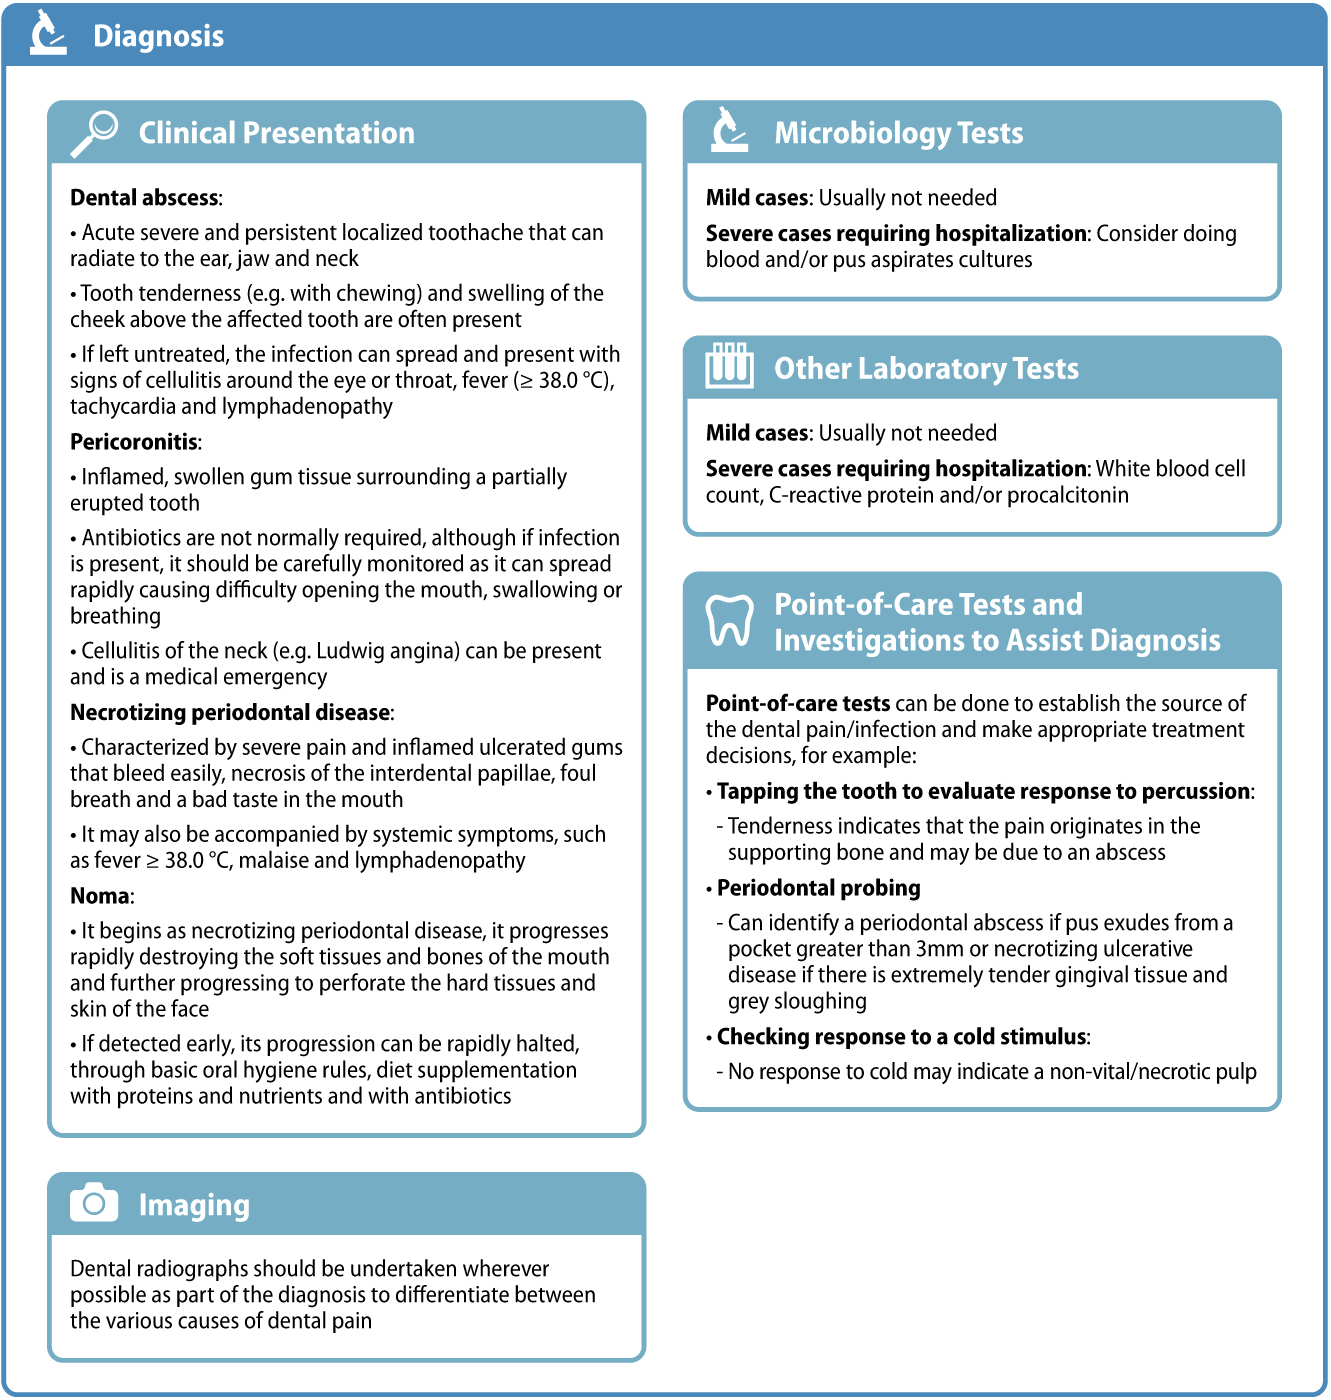 Diagnosis
Clinical Presentation
Dental abscess:
• Acute severe and persistent localized toothache that can
radiate to the ear, jaw and neck
• Tooth tenderness (e.g. with chewing) and swelling of the
cheek above the affected tooth are often present
• If left untreated, the infection can spread and present with
signs of cellulitis around the eye or throat, fever (≥ 38.0 °C),
tachycardia and lymphadenopathy
Pericoronitis:
• Inflamed, swollen gum tissue surrounding a partially
erupted tooth
• Antibiotics are not normally required, although if infection
is present, it should be carefully monitored as it can spread
rapidly causing difficulty opening the mouth, swallowing or
breathing
• Cellulitis of the neck (e.g. Ludwig angina) can be present
and is a medical emergency
Necrotizing periodontal disease:
• Characterized by severe pain and inflamed ulcerated gums
that bleed easily, necrosis of the interdental papillae, foul
breath and a bad taste in the mouth
• It may also be accompanied by systemic symptoms, such
as fever ≥ 38.0 °C, malaise and lymphadenopathy
Noma:
• It begins as necrotizing periodontal disease, it progresses
rapidly destroying the soft tissues and bones of the mouth
and further progressing to perforate the hard tissues and
skin of the face
• If detected early, its progression can be rapidly halted,
through basic oral hygiene rules, diet supplementation
with proteins and nutrients and with antibiotics
Imaging
Dental radiographs should be undertaken wherever
possible as part of the diagnosis to differentiate between
the various causes of dental pain
Microbiology Tests
Mild cases: Usually not needed
Severe cases requiring hospitalization: Consider doing
blood and/or pus aspirates cultures
Other Laboratory Tests
Mild cases: Usually not needed
Severe cases requiring hospitalization: White blood cell
count, C-reactive protein and/or procalcitonin
Point-of-Care Tests and
Investigations to Assist Diagnosis
Point-of-care tests can be done to establish the source of
the dental pain/infection and make appropriate treatment
decisions, for example:
• Tapping the tooth to evaluate response to percussion:
- Tenderness indicates that the pain originates in the
supporting bone and may be due to an abscess
• Periodontal probing
- Can identify a periodontal abscess if pus exudes from a
pocket greater than 3mm or necrotizing ulcerative
disease if there is extremely tender gingival tissue and
grey sloughing
• Checking response to a cold stimulus:
- No response to cold may indicate a non-vital/necrotic pulp